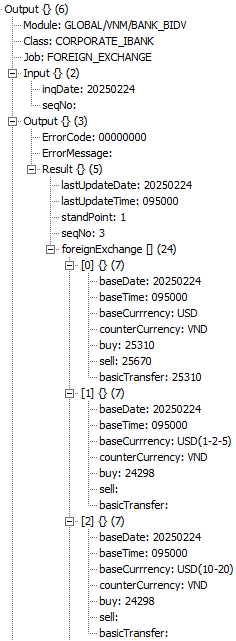 Output {} (6)
Module: GLOBAL/VNM/BANK_BIDV
Class: CORPORATE_IBANK
Job: FOREIGN_EXCHANGE
Input {} (2)
inqDate: 20250224
seqNo:
Output {} (3)
ErrorCode: 00000000
ErrorMessage:
Result {} (5)
lastUpdateDate: 20250224
lastUpdateTime: 095000
standPoint: 1
seqNo: 3
foreignExchange [] (24)
[0] {} (7)
baseDate: 20250224
baseTime: 095000
baseCurrrency: USD
counterCurrency: VND
buy: 25310
sell: 25670
basicTransfer: 25310
[1] {} (7)
baseDate: 20250224
baseTime: 095000
baseCurrrency: USD(1-2-5)
counterCurrency: VND
buy: 24298
sell:
basicTransfer:
[2] {} (7)
baseDate: 20250224
baseTime: 095000
baseCurrrency: USD(10-20)
counterCurrency: VND
buy: 24298
sell:
basicTransfer: